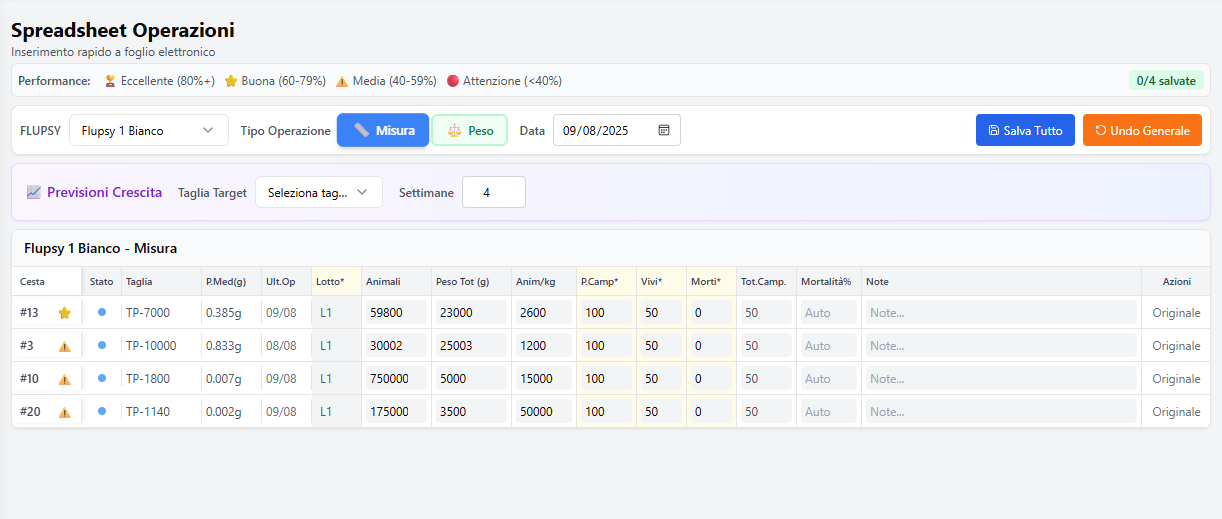 Spreadsheet Operazioni
Inserimento rapido a foglio elettronico
Performance: Eccellente (80%+) Buona (60-79%) Media (40-59%) Attenzione (<40%) 0/4 salvate
FLUPSY Flupsy 1 Bianco Tipo Operazione Misura Peso Data 09/08/2025 Salva Tutto Undo Generale
Previsioni Crescita Taglia Target Seleziona tag... Settimane 4
Flupsy 1 Bianco - Misura
Cesta Stato Taglia P.Med(g) Ult.Op Lotto* Animali Peso Tot (g) Anim/kg P.Camp* Vivi* Morti* Tot.Camp. Mortalità% Note Azioni
#13 TP-7000 0.385g 09/08 L1 59800 23000 2600 100 50 0 50 Auto Note... Originale
#3 TP-10000 0.833g 08/08 L1 30002 25003 1200 100 50 0 50 Auto Note... Originale
#10 TP-1800 0.007g 09/08 L1 750000 5000 15000 100 50 0 50 Auto Note... Originale
#20 TP-1140 0.002g 09/08 L1 175000 3500 50000 100 50 0 50 Auto Note... Originale